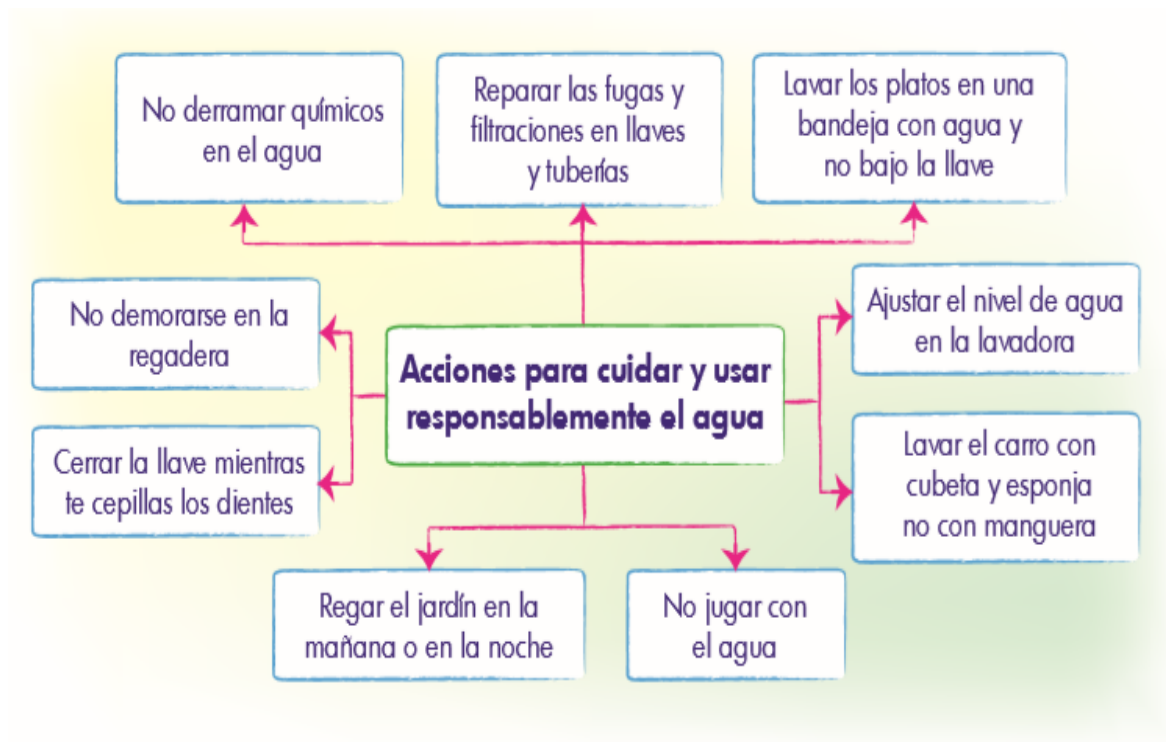 No derramar químicos
en el agua
Reparar las fugas y
filtraciones en llaves
y tuberías
Lavar los platos en una
bandeja con agua y
no bajo la llave
No demorarse en la
regadera
Acciones para cuidar y usar
responsablemente el agua
Ajustar el nivel de agua
en la lavadora
Cerrar la llave mientras
te cepillas los dientes
Lavar el carro con
cubeta y esponja
no con manguera
Regar el jardín en la
mañana o en la noche
No jugar con
el agua